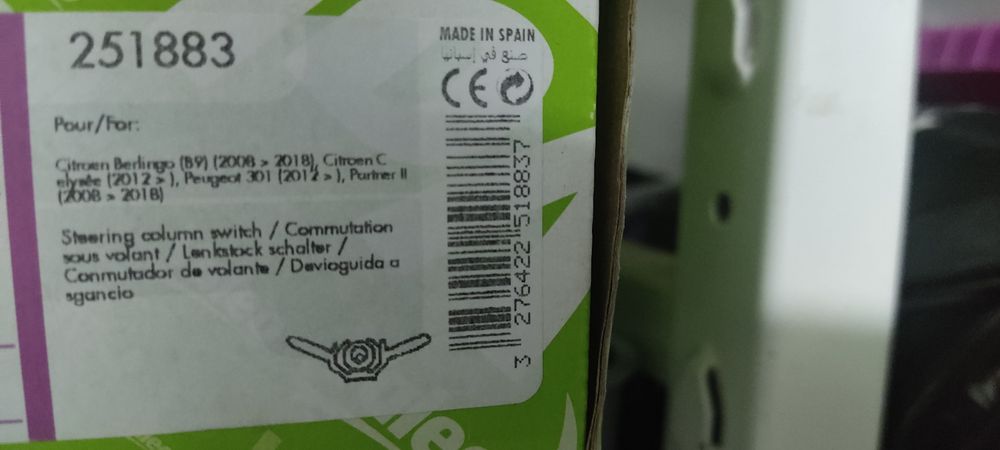 251883
MADE IN SPAIN
صنع في إسبانيا
CE
Pour/For:
Citroen Berlingo (B9) (2008 > 2018), Citroen C
elysée (2012 > ), Peugeot 301 (2012 > ), Partner II
(2008 > 2018)
Steering column switch / Commutation
sous volant / Lenkstock schalter /
Conmutador de volante / Devioguida a
sgancio
3 276422 518837